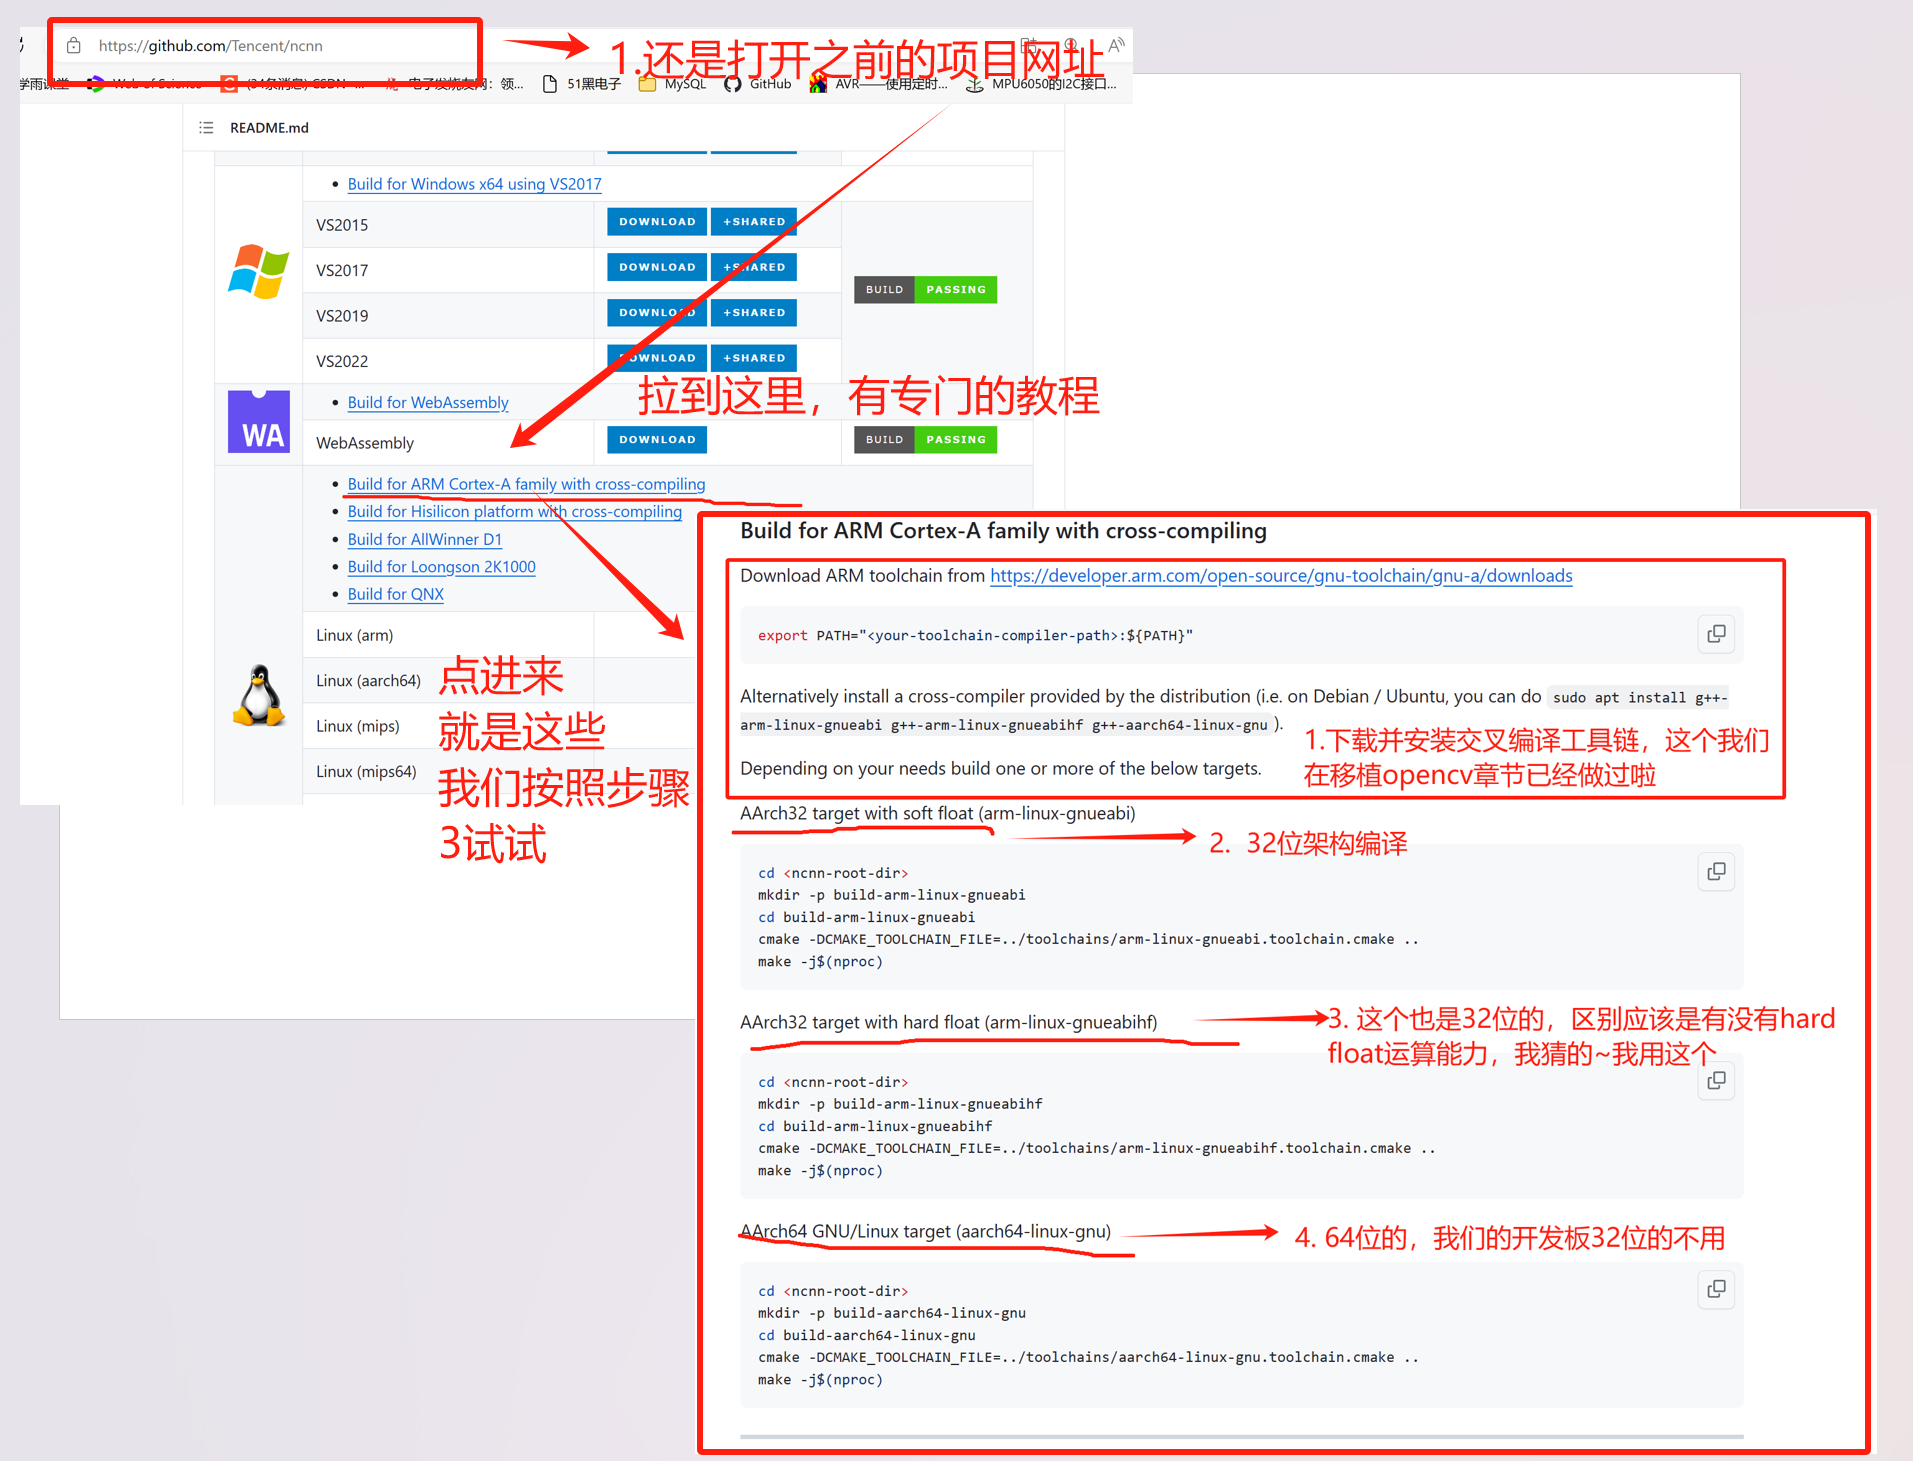 https://github.com/Tencent/ncnn
1.还是打开之前的项目网址
学雨课堂 Web of Science (34条消息) CSDN -... 电子发烧友网：领... 51黑电子 MySQL GitHub AVR——使用定时... MPU6050的I2C接口...
README.md
Build for Windows x64 using VS2017
VS2015 DOWNLOAD +SHARED
VS2017 DOWNLOAD +SHARED
BUILD PASSING
VS2019 DOWNLOAD +SHARED
VS2022 DOWNLOAD +SHARED
拉到这里，有专门的教程
Build for WebAssembly
WA
WebAssembly DOWNLOAD BUILD PASSING
Build for ARM Cortex-A family with cross-compiling
Build for Hisilicon platform with cross-compiling
Build for AllWinner D1
Build for Loongson 2K1000
Build for QNX
Linux (arm)
Linux (aarch64)
Linux (mips)
Linux (mips64)
点进来
就是这些
我们按照步骤
3试试
Build for ARM Cortex-A family with cross-compiling
Download ARM toolchain from https://developer.arm.com/open-source/gnu-toolchain/gnu-a/downloads
export PATH="<your-toolchain-compiler-path>:${PATH}"
Alternatively install a cross-compiler provided by the distribution (i.e. on Debian / Ubuntu, you can do sudo apt install g++-
arm-linux-gnueabi g++-arm-linux-gnueabihf g++-aarch64-linux-gnu ).
1.下载并安装交叉编译工具链，这个我们
在移植opencv章节已经做过啦
Depending on your needs build one or more of the below targets.
AArch32 target with soft float (arm-linux-gnueabi)
2. 32位架构编译
cd <ncnn-root-dir>
mkdir -p build-arm-linux-gnueabi
cd build-arm-linux-gnueabi
cmake -DCMAKE_TOOLCHAIN_FILE=../toolchains/arm-linux-gnueabi.toolchain.cmake ..
make -j$(nproc)
AArch32 target with hard float (arm-linux-gnueabihf)
3. 这个也是32位的，区别应该是有没有hard
float运算能力，我猜的~我用这个
cd <ncnn-root-dir>
mkdir -p build-arm-linux-gnueabihf
cd build-arm-linux-gnueabihf
cmake -DCMAKE_TOOLCHAIN_FILE=../toolchains/arm-linux-gnueabihf.toolchain.cmake ..
make -j$(nproc)
AArch64 GNU/Linux target (aarch64-linux-gnu)
4. 64位的，我们的开发板32位的不用
cd <ncnn-root-dir>
mkdir -p build-aarch64-linux-gnu
cd build-aarch64-linux-gnu
cmake -DCMAKE_TOOLCHAIN_FILE=../toolchains/aarch64-linux-gnu.toolchain.cmake ..
make -j$(nproc)